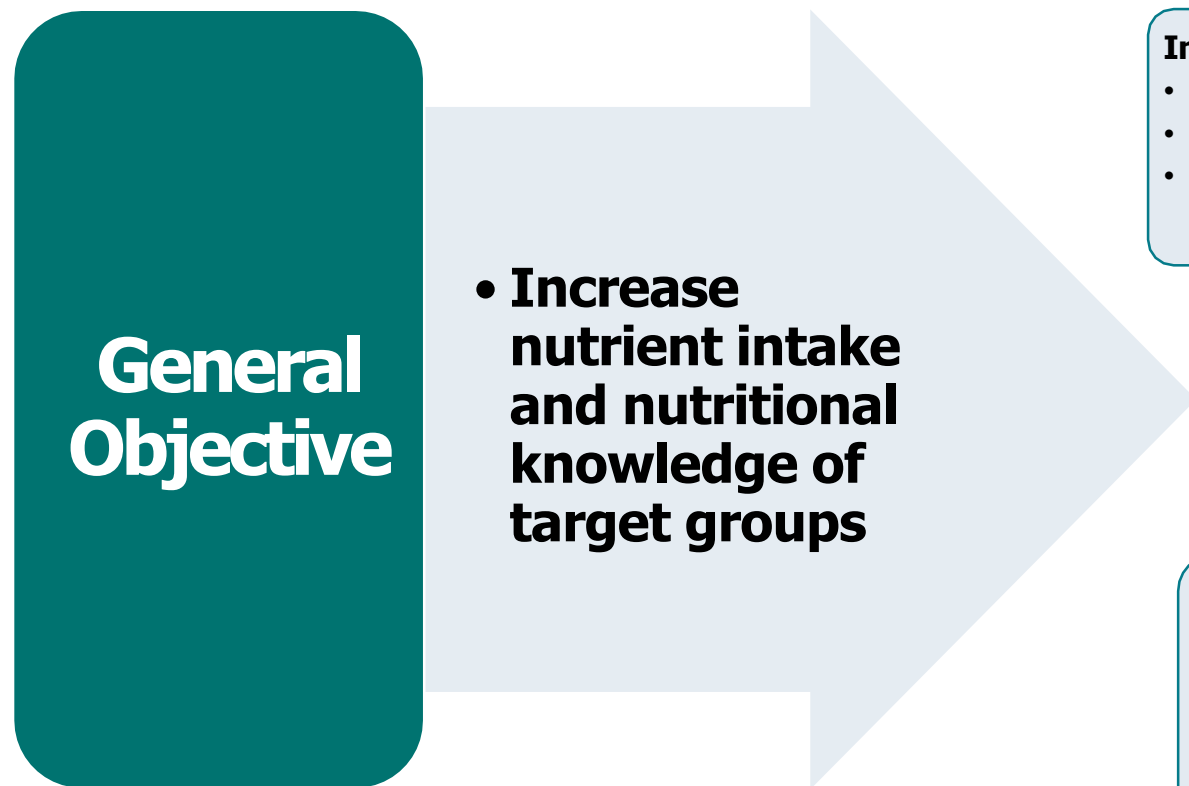 General
Objective
• Increase
nutrient intake
and nutritional
knowledge of
target groups